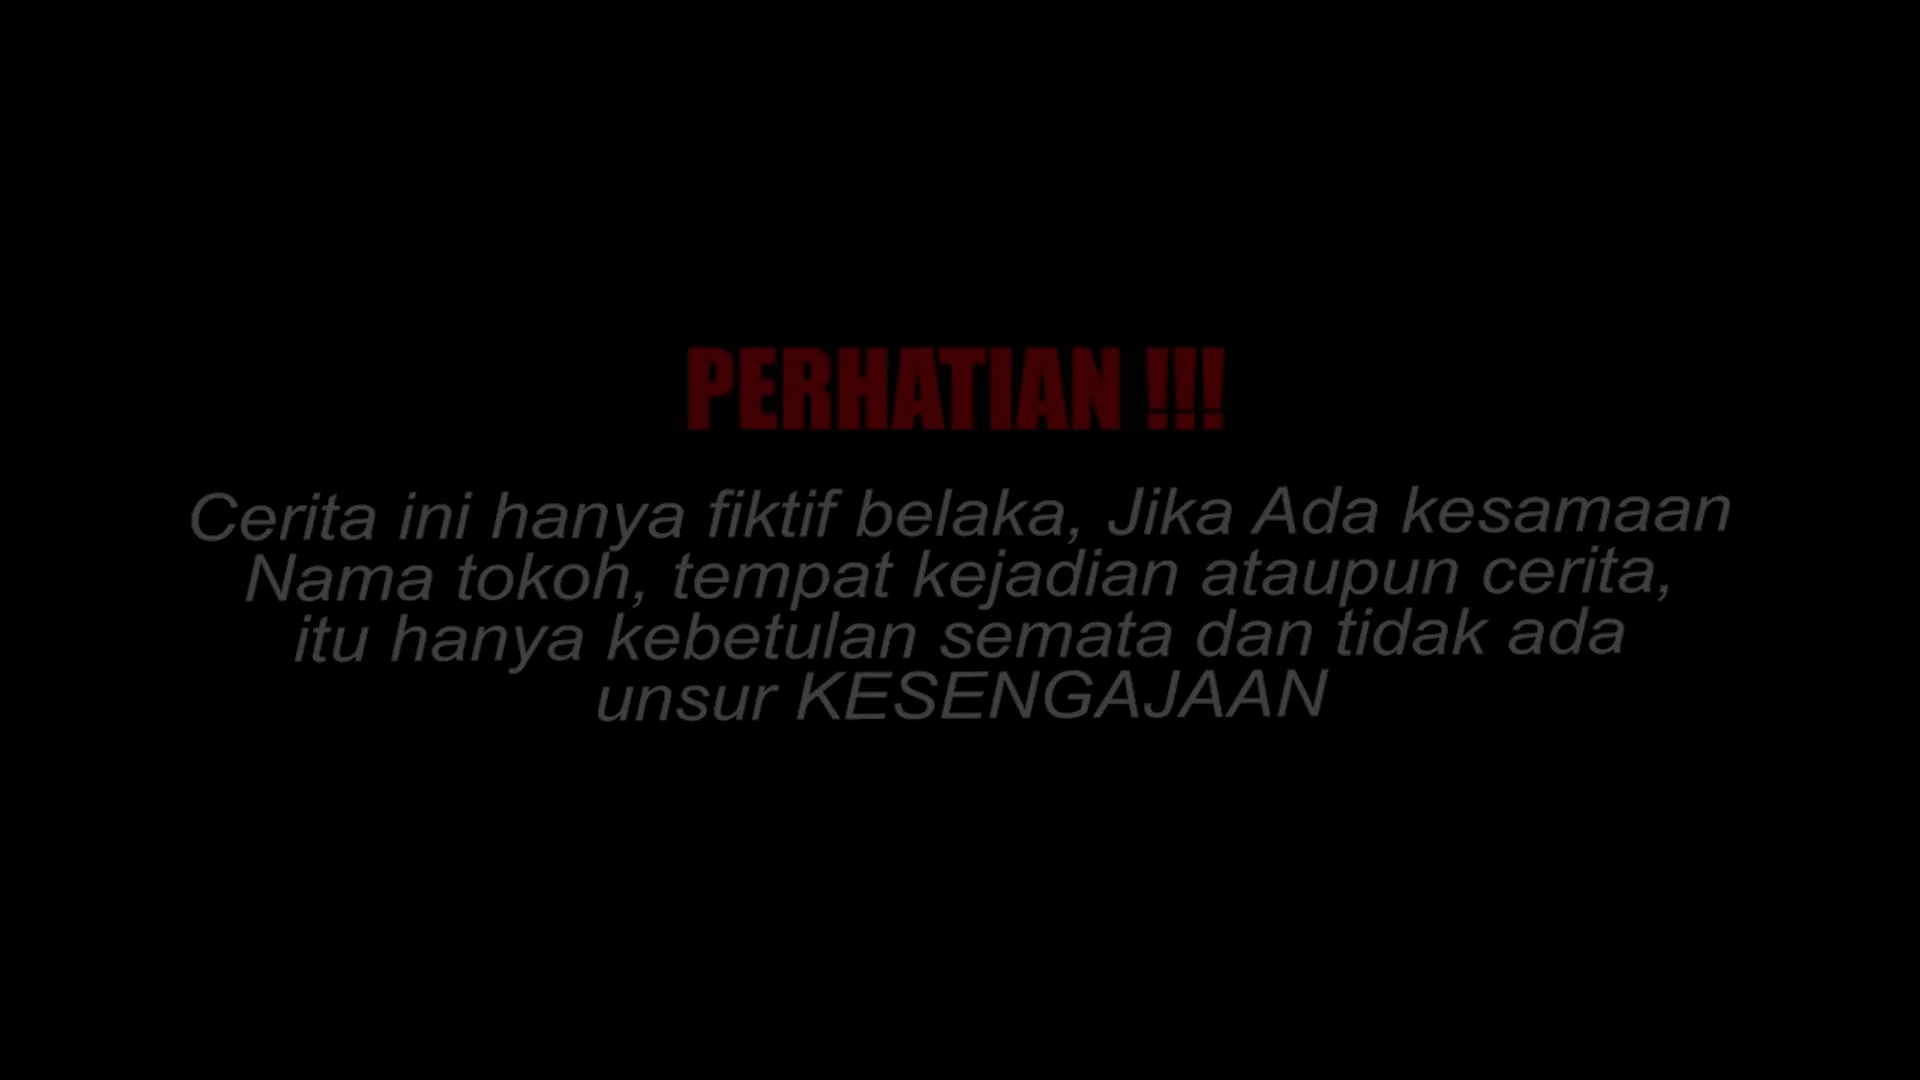 PERHATIAN !!!
Cerita ini hanya fiktif belaka, Jika Ada kesamaan
Nama tokoh, tempat kejadian ataupun cerita,
itu hanya kebetulan semata dan tidak ada
unsur KESENGAJAAN